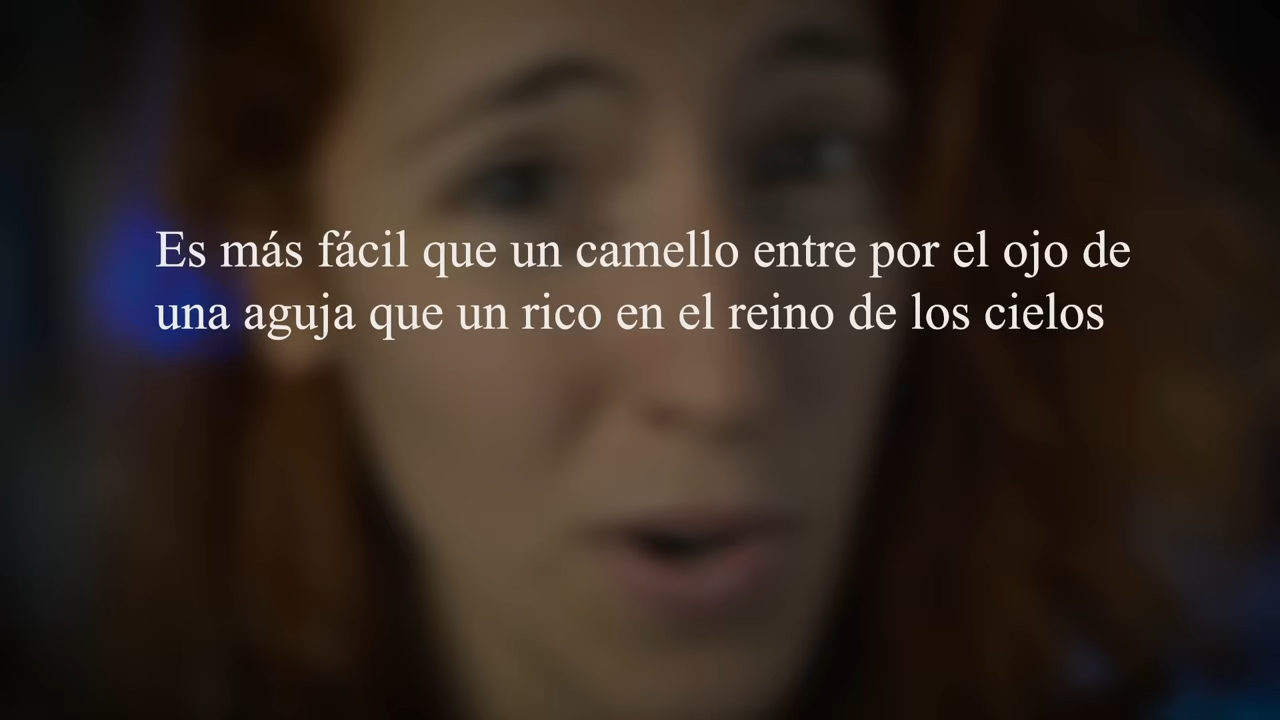 Es más fácil que un camello entre por el ojo de
una aguja que un rico en el reino de los cielos